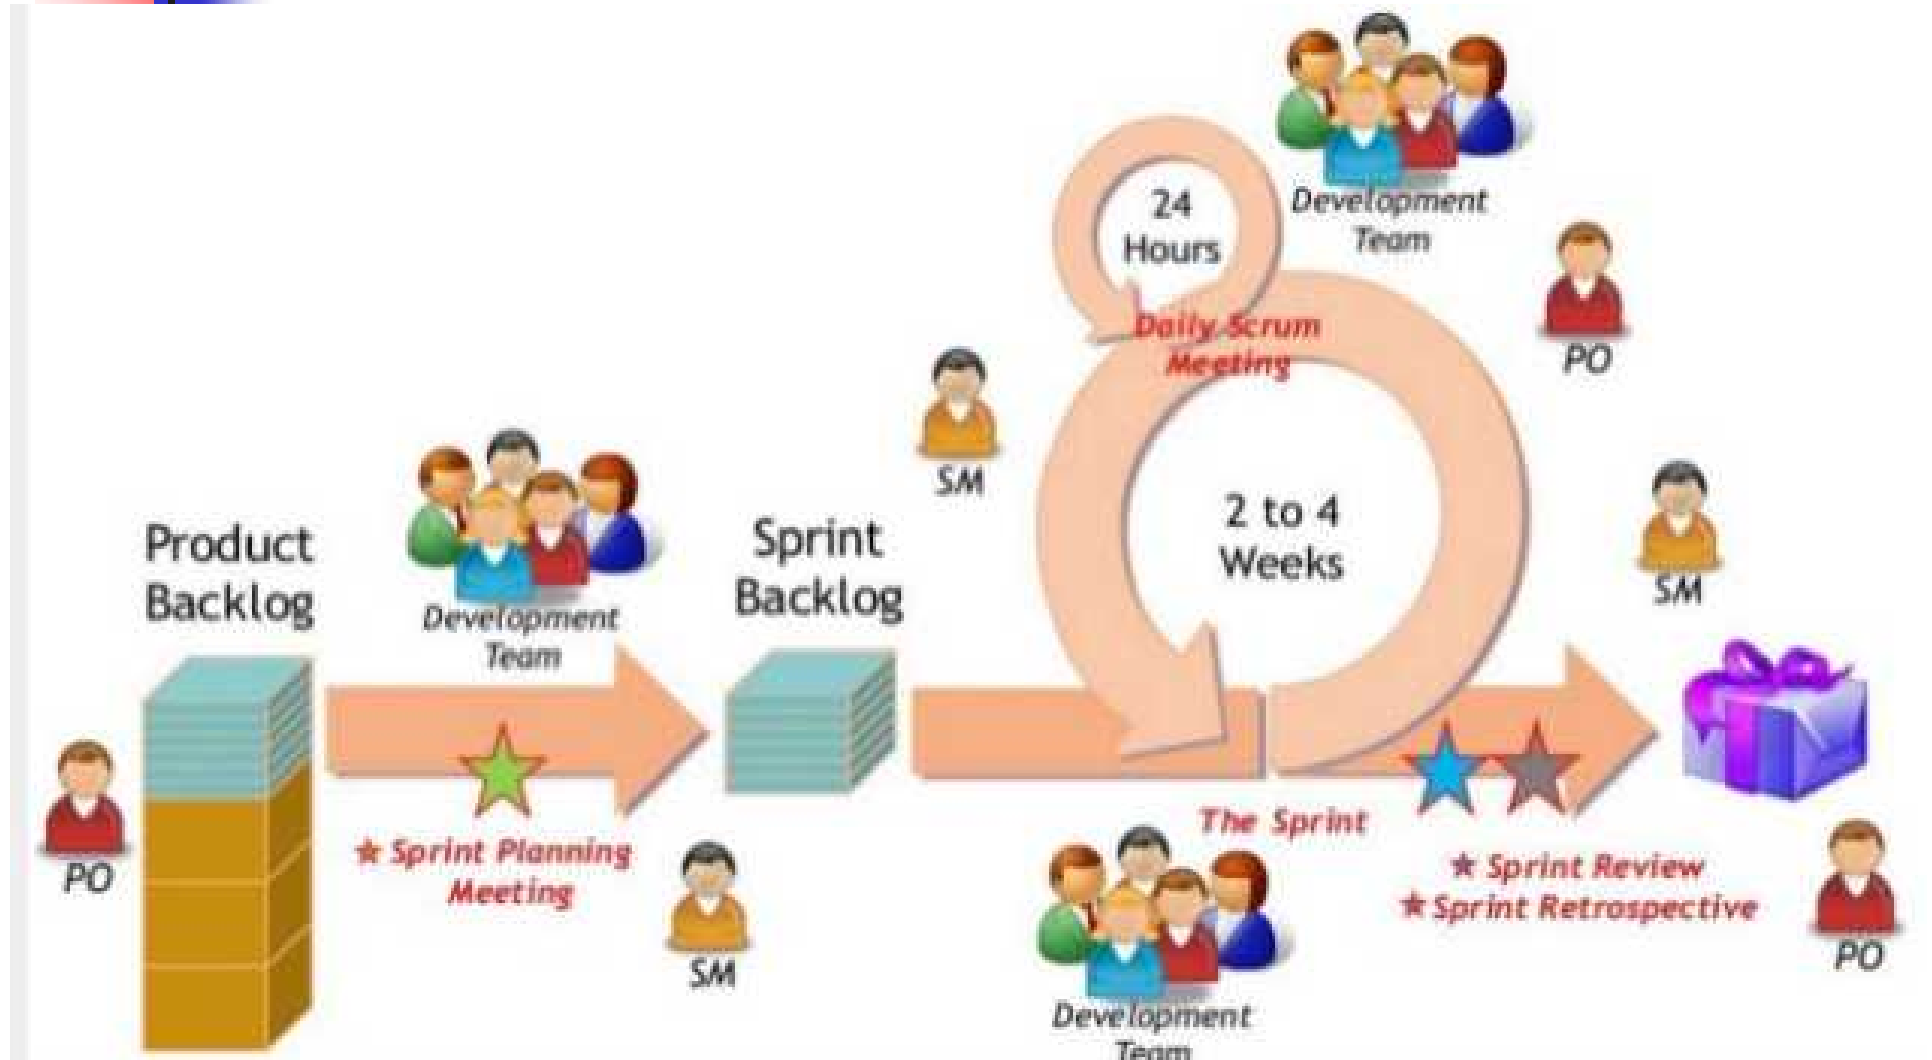 Product
Backlog
PO
Development
Team
Sprint Planning
Meeting
SM
Sprint
Backlog
SM
24
Hours
Daily Scrum
Meeting
Development
Team
PO
2 to 4
Weeks
SM
The Sprint
Development
Team
Sprint Review
Sprint Retrospective
PO